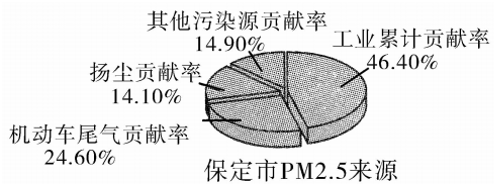 其他污染源贡献率
14.90%
工业累计贡献率
46.40%
扬尘贡献率
14.10%
机动车尾气贡献率
24.60%
保定市PM2.5来源